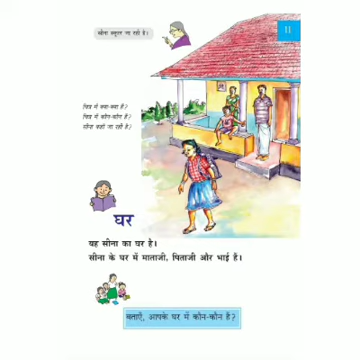 सीना स्कूल जा रही है।
11
चित्र में क्या-क्या है?
चित्र में कौन-कौन हैं?
सीना कहाँ जा रही है?
घर
यह सीना का घर है।
सीना के घर में माताजी, पिताजी और भाई हैं।
बताएँ, आपके घर में कौन-कौन हैं?